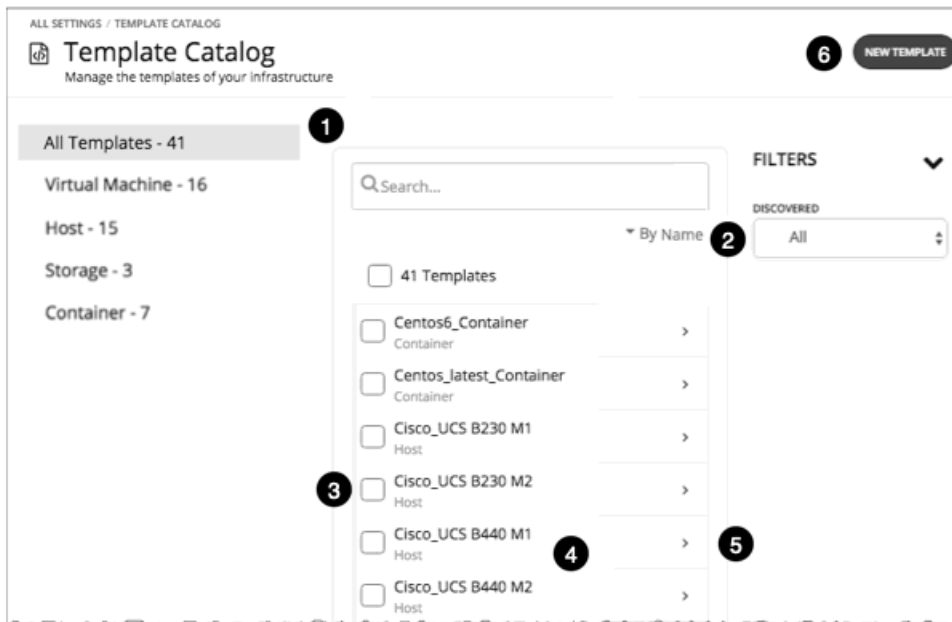 ALL SETTINGS / TEMPLATE CATALOG
Template Catalog
Manage the templates of your infrastructure
6
NEW TEMPLATE
1
All Templates - 41
Virtual Machine - 16
Host - 15
Storage - 3
Container - 7
Search...
By Name
41 Templates
Centos6_Container
Container
Centos_latest_Container
Container
Cisco_UCS B230 M1
Host
3
Cisco_UCS B230 M2
Host
Cisco_UCS B440 M1
Host
4
5
Cisco_UCS B440 M2
Host
FILTERS
DISCOVERED
2
All